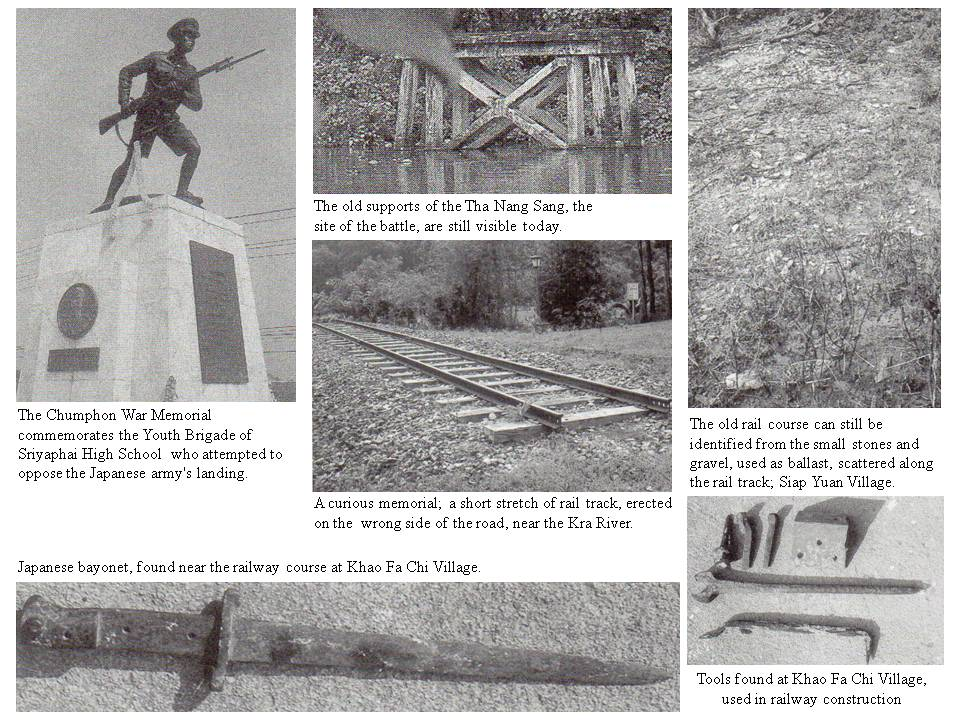 The Chumphon War Memorial
commemorates the Youth Brigade of
Sriyaphai High School who attempted to
oppose the Japanese army's landing.
The old supports of the Tha Nang Sang, the
site of the battle, are still visible today.
A curious memorial; a short stretch of rail track, erected
on the wrong side of the road, near the Kra River.
The old rail course can still be
identified from the small stones and
gravel, used as ballast, scattered along
the rail track; Siap Yuan Village.
Japanese bayonet, found near the railway course at Khao Fa Chi Village.
Tools found at Khao Fa Chi Village,
used in railway construction